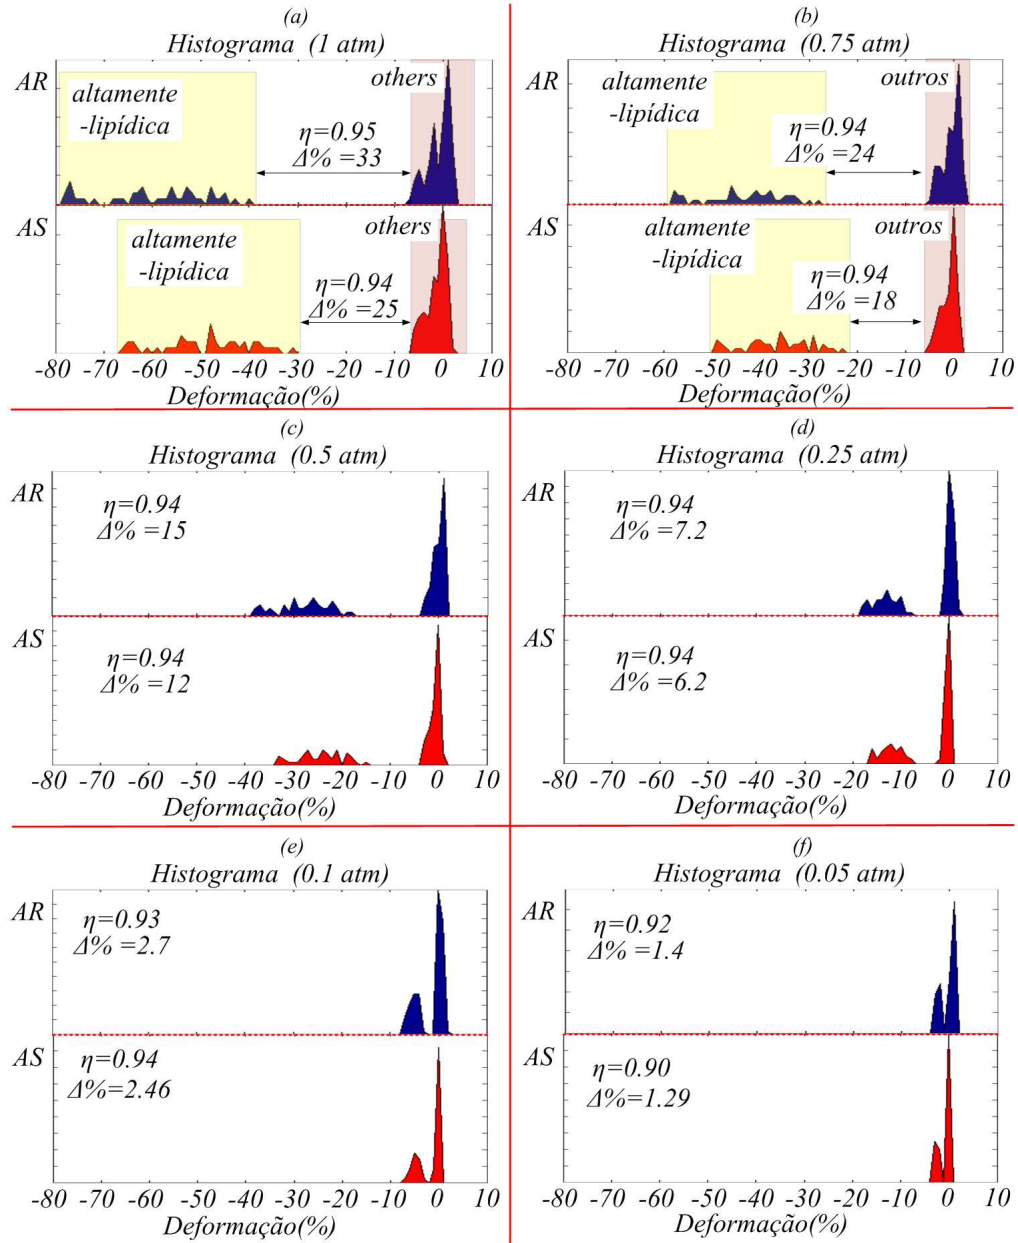 (a)
Histograma (1 atm)
AR
altamente
-lipídica
others
η=0.95
Δ% =33
AS
altamente
-lipídica
others
η=0.94
Δ% =25
-80 -70 -60 -50 -40 -30 -20 -10 0 10
Deformação(%)
(b)
Histograma (0.75 atm)
AR
altamente
-lipídica
outros
η=0.94
Δ% =24
AS
altamente
-lipídica
outros
η=0.94
Δ% =18
-80 -70 -60 -50 -40 -30 -20 -10 0 10
Deformação(%)
(c)
Histograma (0.5 atm)
AR
η=0.94
Δ% =15
AS
η=0.94
Δ% =12
-80 -70 -60 -50 -40 -30 -20 -10 0 10
Deformação(%)
(d)
Histograma (0.25 atm)
AR
η=0.94
Δ% =7.2
AS
η=0.94
Δ% =6.2
-80 -70 -60 -50 -40 -30 -20 -10 0 10
Deformação(%)
(e)
Histograma (0.1 atm)
AR
η=0.93
Δ% =2.7
AS
η=0.94
Δ%=2.46
-80 -70 -60 -50 -40 -30 -20 -10 0 10
Deformação(%)
(f)
Histograma (0.05 atm)
AR
η=0.92
Δ% =1.4
AS
η=0.90
Δ%=1.29
-80 -70 -60 -50 -40 -30 -20 -10 0 10
Deformação(%)